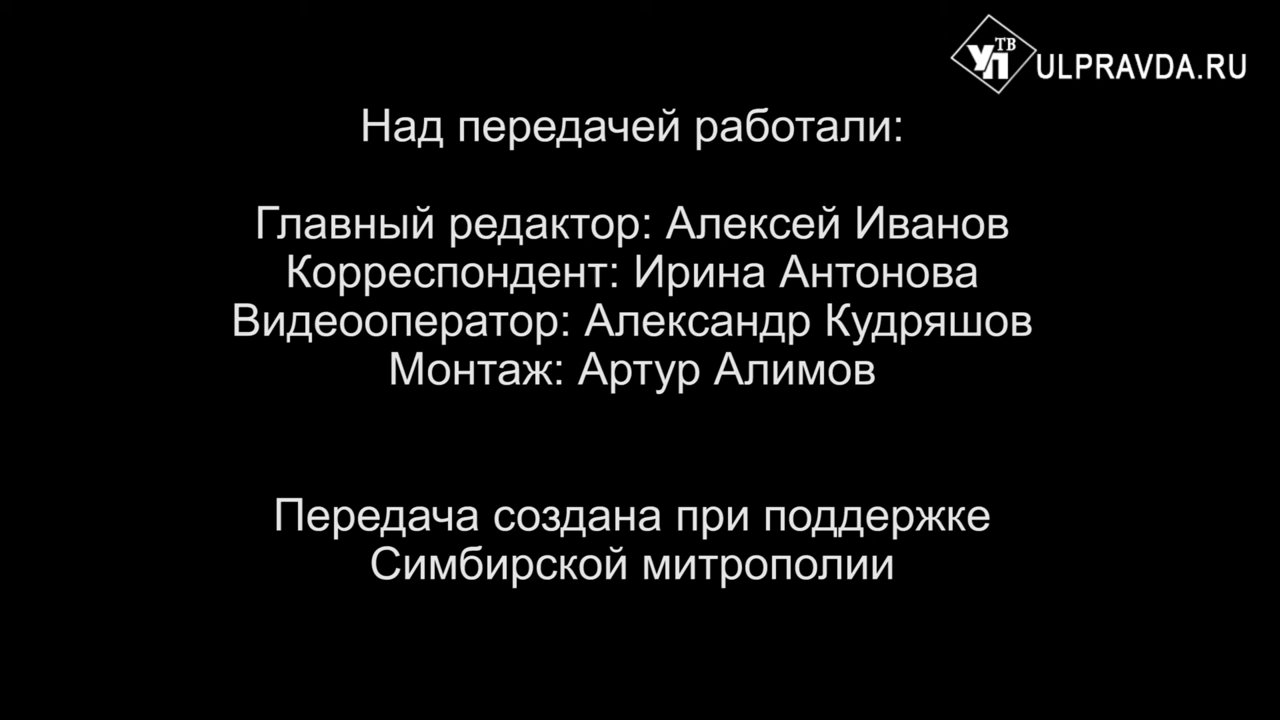 УП ТВ ULPRAVDA.RU
Над передачей работали:
Главный редактор: Алексей Иванов
Корреспондент: Ирина Антонова
Видеооператор: Александр Кудряшов
Монтаж: Артур Алимов
Передача создана при поддержке
Симбирской митрополии